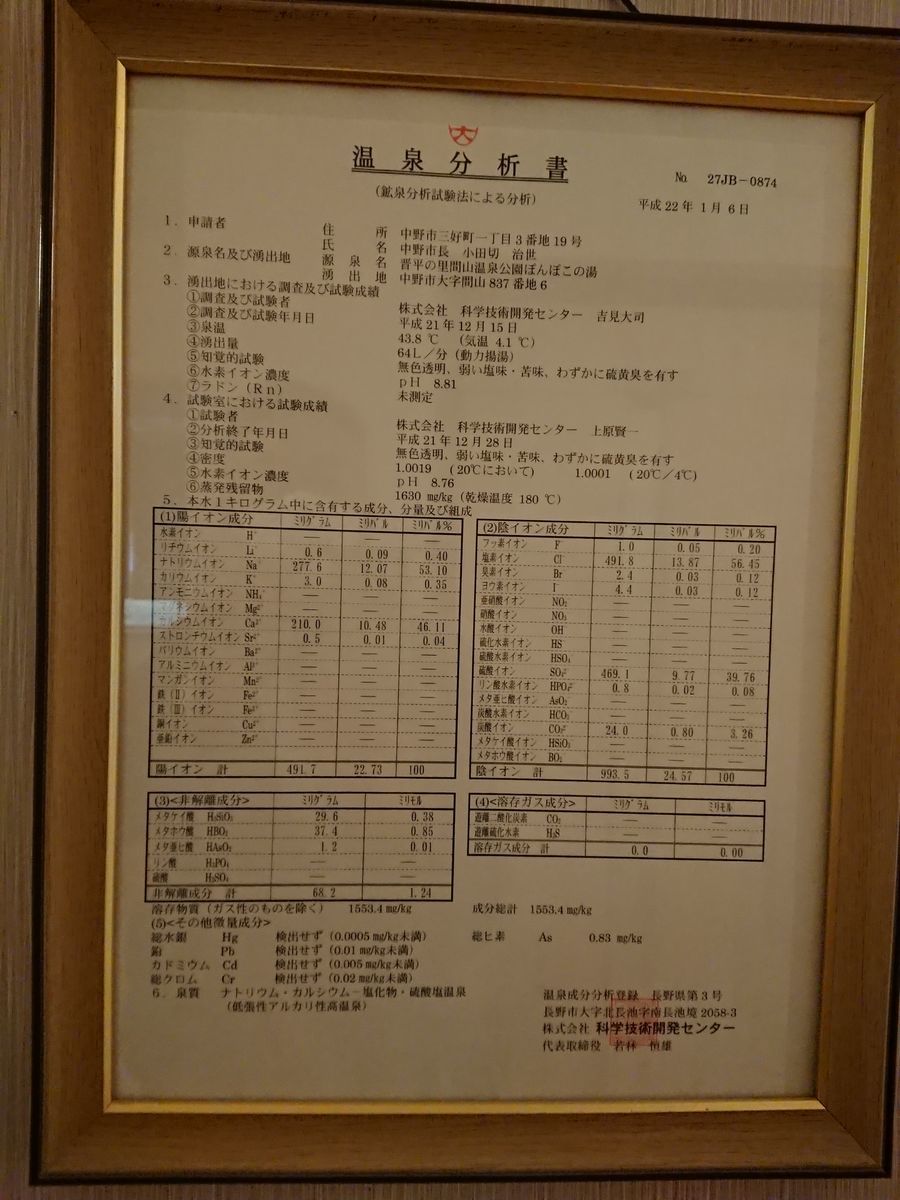 温泉分析書
No. 27JB-0874
(鉱泉分析試験法による分析)
平成22年1月6日
1. 申請者
住所 中野市三好町一丁目3番地19号
氏名 中野市長 小田切 治世
2. 源泉名及び湧出地
源泉名 晋平の里間山温泉公園ぽんぽこの湯
湧出地 中野市大字間山837番地6
3. 湧出地における調査及び試験成績
①調査及び試験者 株式会社 科学技術開発センター 吉見大司
②調査及び試験年月日 平成21年12月15日
③泉温 43.8 ℃ (気温 4.1 ℃)
④湧出量 64L/分(動力揚湯)
⑤知覚的試験 無色透明、弱い塩味・苦味、わずかに硫黄臭を有す
⑥水素イオン濃度 pH 8.81
⑦ラドン(Rn) 未測定
4. 試験室における試験成績
①試験者 株式会社 科学技術開発センター 上原賢一
②分析終了年月日 平成21年12月28日
③知覚的試験 無色透明、弱い塩味・苦味、わずかに硫黄臭を有す
④密度 1.0019 (20℃において) 1.0001 (20℃/4℃)
⑤水素イオン濃度 pH 8.76
⑥蒸発残留物 1630 mg/kg(乾燥温度 180 ℃)
5. 本水1キログラム中に含有する成分、分量及び組成
(1)陽イオン成分 ミリグラム ミリバル ミリバル%
水素イオン H⁺ — — —
リチウムイオン Li⁺ 0.6 0.09 0.40
ナトリウムイオン Na⁺ 277.6 12.07 53.10
カリウムイオン K⁺ 3.0 0.08 0.35
アンモニウムイオン NH₄⁺ — — —
マグネシウムイオン Mg²⁺ — — —
カルシウムイオン Ca²⁺ 210.0 10.48 46.11
ストロンチウムイオン Sr²⁺ 0.5 0.01 0.04
バリウムイオン Ba²⁺ — — —
アルミニウムイオン Al³⁺ — — —
マンガンイオン Mn²⁺ — — —
鉄(II)イオン Fe²⁺ — — —
鉄(III)イオン Fe³⁺ — — —
銅イオン Cu²⁺ — — —
亜鉛イオン Zn²⁺ — — —
陽イオン 計 491.7 22.73 100
(2)陰イオン成分 ミリグラム ミリバル ミリバル%
フッ素イオン F⁻ 1.0 0.05 0.20
塩素イオン Cl⁻ 491.8 13.87 56.45
臭素イオン Br⁻ 2.4 0.03 0.12
ヨウ素イオン I⁻ 4.4 0.03 0.12
亜硝酸イオン NO₂⁻ — — —
硝酸イオン NO₃⁻ — — —
水酸イオン OH⁻ — — —
硫化水素イオン HS⁻ — — —
硫酸水素イオン HSO₄⁻ — — —
硫酸イオン SO₄²⁻ 469.1 9.77 39.76
リン酸水素イオン HPO₄²⁻ 0.8 0.02 0.08
メタ亜ヒ酸イオン AsO₂⁻ — — —
炭酸水素イオン HCO₃⁻ — — —
炭酸イオン CO₃²⁻ 24.0 0.80 3.26
メタケイ酸イオン HSiO₃⁻ — — —
メタホウ酸イオン BO₂⁻ — — —
陰イオン 計 993.5 24.57 100
(3)<非解離成分> ミリグラム ミリモル
メタケイ酸 H₂SiO₃ 29.6 0.38
メタホウ酸 HBO₂ 37.4 0.85
メタ亜ヒ酸 HAsO₂ 1.2 0.01
リン酸 H₃PO₄ — —
硫酸 H₂SO₄ — —
非解離成分 計 68.2 1.24
(4)<溶存ガス成分> ミリグラム ミリモル
遊離二酸化炭素 CO₂ — —
遊離硫化水素 H₂S — —
溶存ガス成分 計 0.0 0.00
溶存物質(ガス性のものを除く) 1553.4 mg/kg
成分総計 1553.4 mg/kg
(5)<その他微量成分>
総水銀 Hg 検出せず(0.0005 mg/kg未満)
総ヒ素 As 0.83 mg/kg
鉛 Pb 検出せず(0.01 mg/kg未満)
カドミウム Cd 検出せず(0.005 mg/kg未満)
総クロム Cr 検出せず(0.02 mg/kg未満)
6. 泉質 ナトリウム・カルシウム-塩化物・硫酸塩温泉
(低張性アルカリ性高温泉)
温泉成分分析登録 長野県第3号
長野市大字北長池字南長池境2058-3
株式会社 科学技術開発センター
代表取締役 若林 恒雄